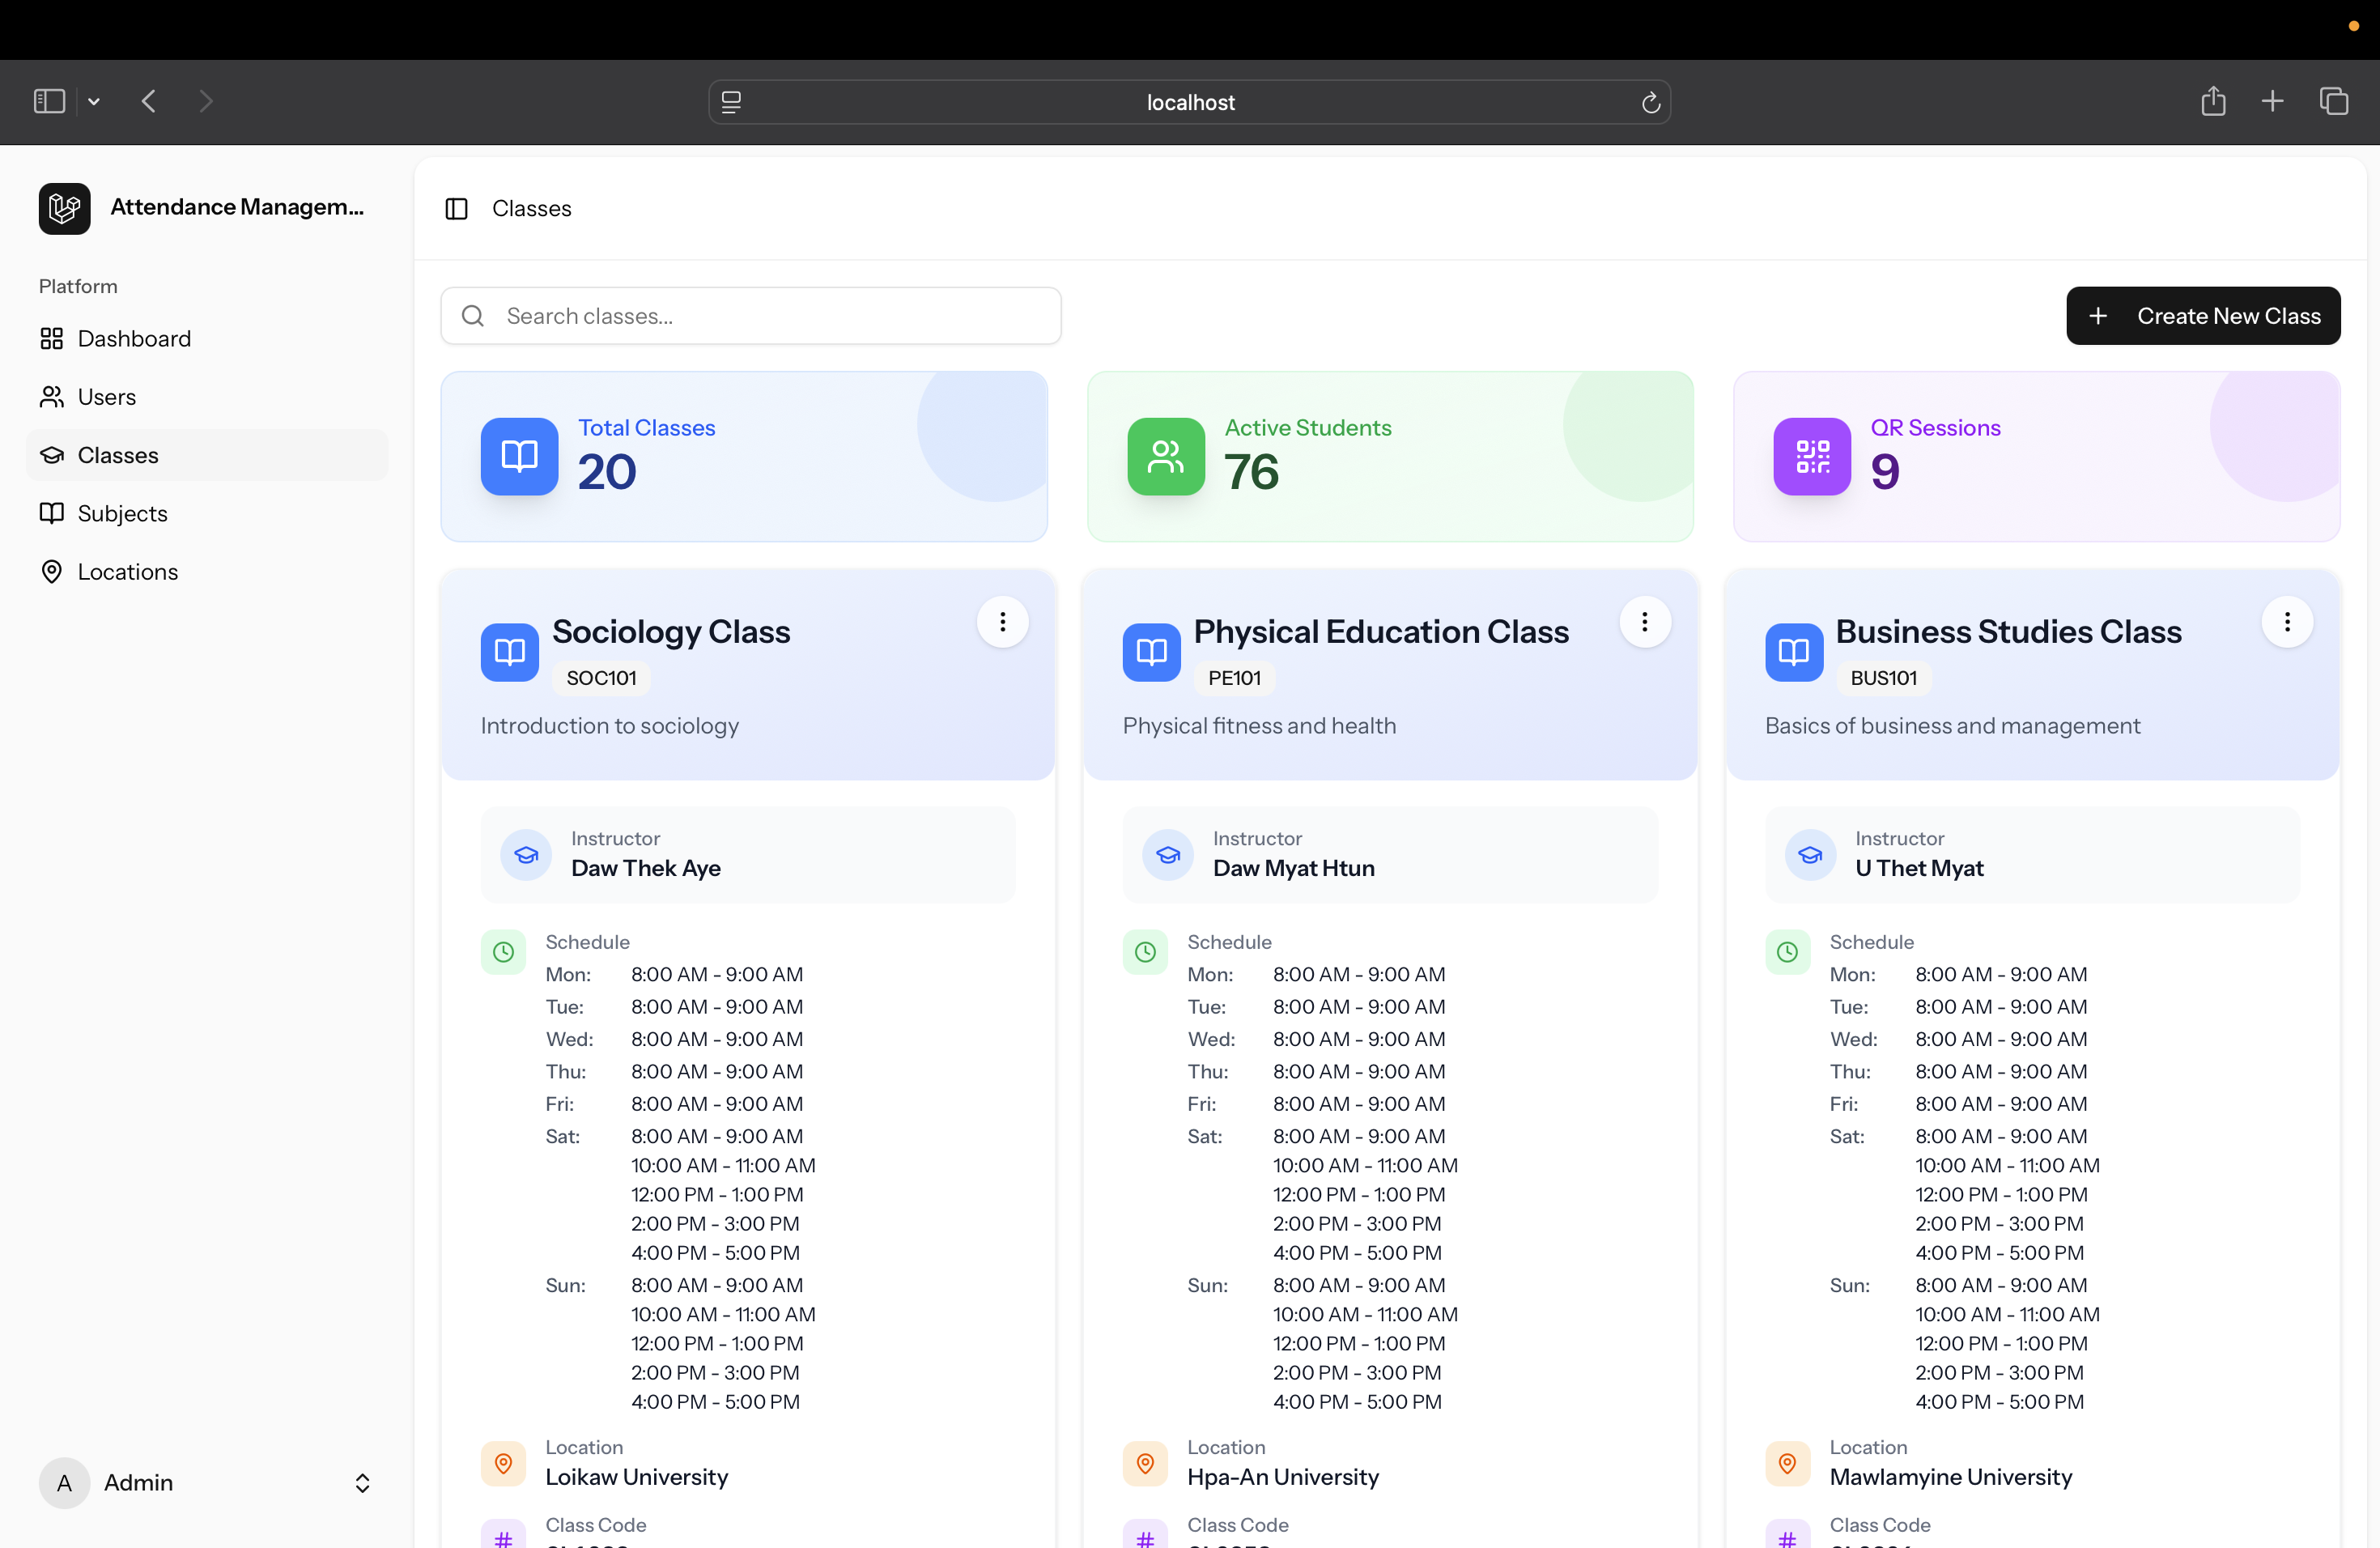 localhost
Attendance Managem...
Platform
Dashboard
Users
Classes
Subjects
Locations
A
Admin
Classes
Search classes...
Create New Class
Total Classes
20
Active Students
76
QR Sessions
9
Sociology Class
SOC101
Introduction to sociology
Instructor
Daw Thek Aye
Schedule
Mon: 8:00 AM - 9:00 AM
Tue: 8:00 AM - 9:00 AM
Wed: 8:00 AM - 9:00 AM
Thu: 8:00 AM - 9:00 AM
Fri: 8:00 AM - 9:00 AM
Sat: 8:00 AM - 9:00 AM
10:00 AM - 11:00 AM
12:00 PM - 1:00 PM
2:00 PM - 3:00 PM
4:00 PM - 5:00 PM
Sun: 8:00 AM - 9:00 AM
10:00 AM - 11:00 AM
12:00 PM - 1:00 PM
2:00 PM - 3:00 PM
4:00 PM - 5:00 PM
Location
Loikaw University
Class Code
Physical Education Class
PE101
Physical fitness and health
Instructor
Daw Myat Htun
Schedule
Mon: 8:00 AM - 9:00 AM
Tue: 8:00 AM - 9:00 AM
Wed: 8:00 AM - 9:00 AM
Thu: 8:00 AM - 9:00 AM
Fri: 8:00 AM - 9:00 AM
Sat: 8:00 AM - 9:00 AM
10:00 AM - 11:00 AM
12:00 PM - 1:00 PM
2:00 PM - 3:00 PM
4:00 PM - 5:00 PM
Sun: 8:00 AM - 9:00 AM
10:00 AM - 11:00 AM
12:00 PM - 1:00 PM
2:00 PM - 3:00 PM
4:00 PM - 5:00 PM
Location
Hpa-An University
Class Code
Business Studies Class
BUS101
Basics of business and management
Instructor
U Thet Myat
Schedule
Mon: 8:00 AM - 9:00 AM
Tue: 8:00 AM - 9:00 AM
Wed: 8:00 AM - 9:00 AM
Thu: 8:00 AM - 9:00 AM
Fri: 8:00 AM - 9:00 AM
Sat: 8:00 AM - 9:00 AM
10:00 AM - 11:00 AM
12:00 PM - 1:00 PM
2:00 PM - 3:00 PM
4:00 PM - 5:00 PM
Sun: 8:00 AM - 9:00 AM
10:00 AM - 11:00 AM
12:00 PM - 1:00 PM
2:00 PM - 3:00 PM
4:00 PM - 5:00 PM
Location
Mawlamyine University
Class Code